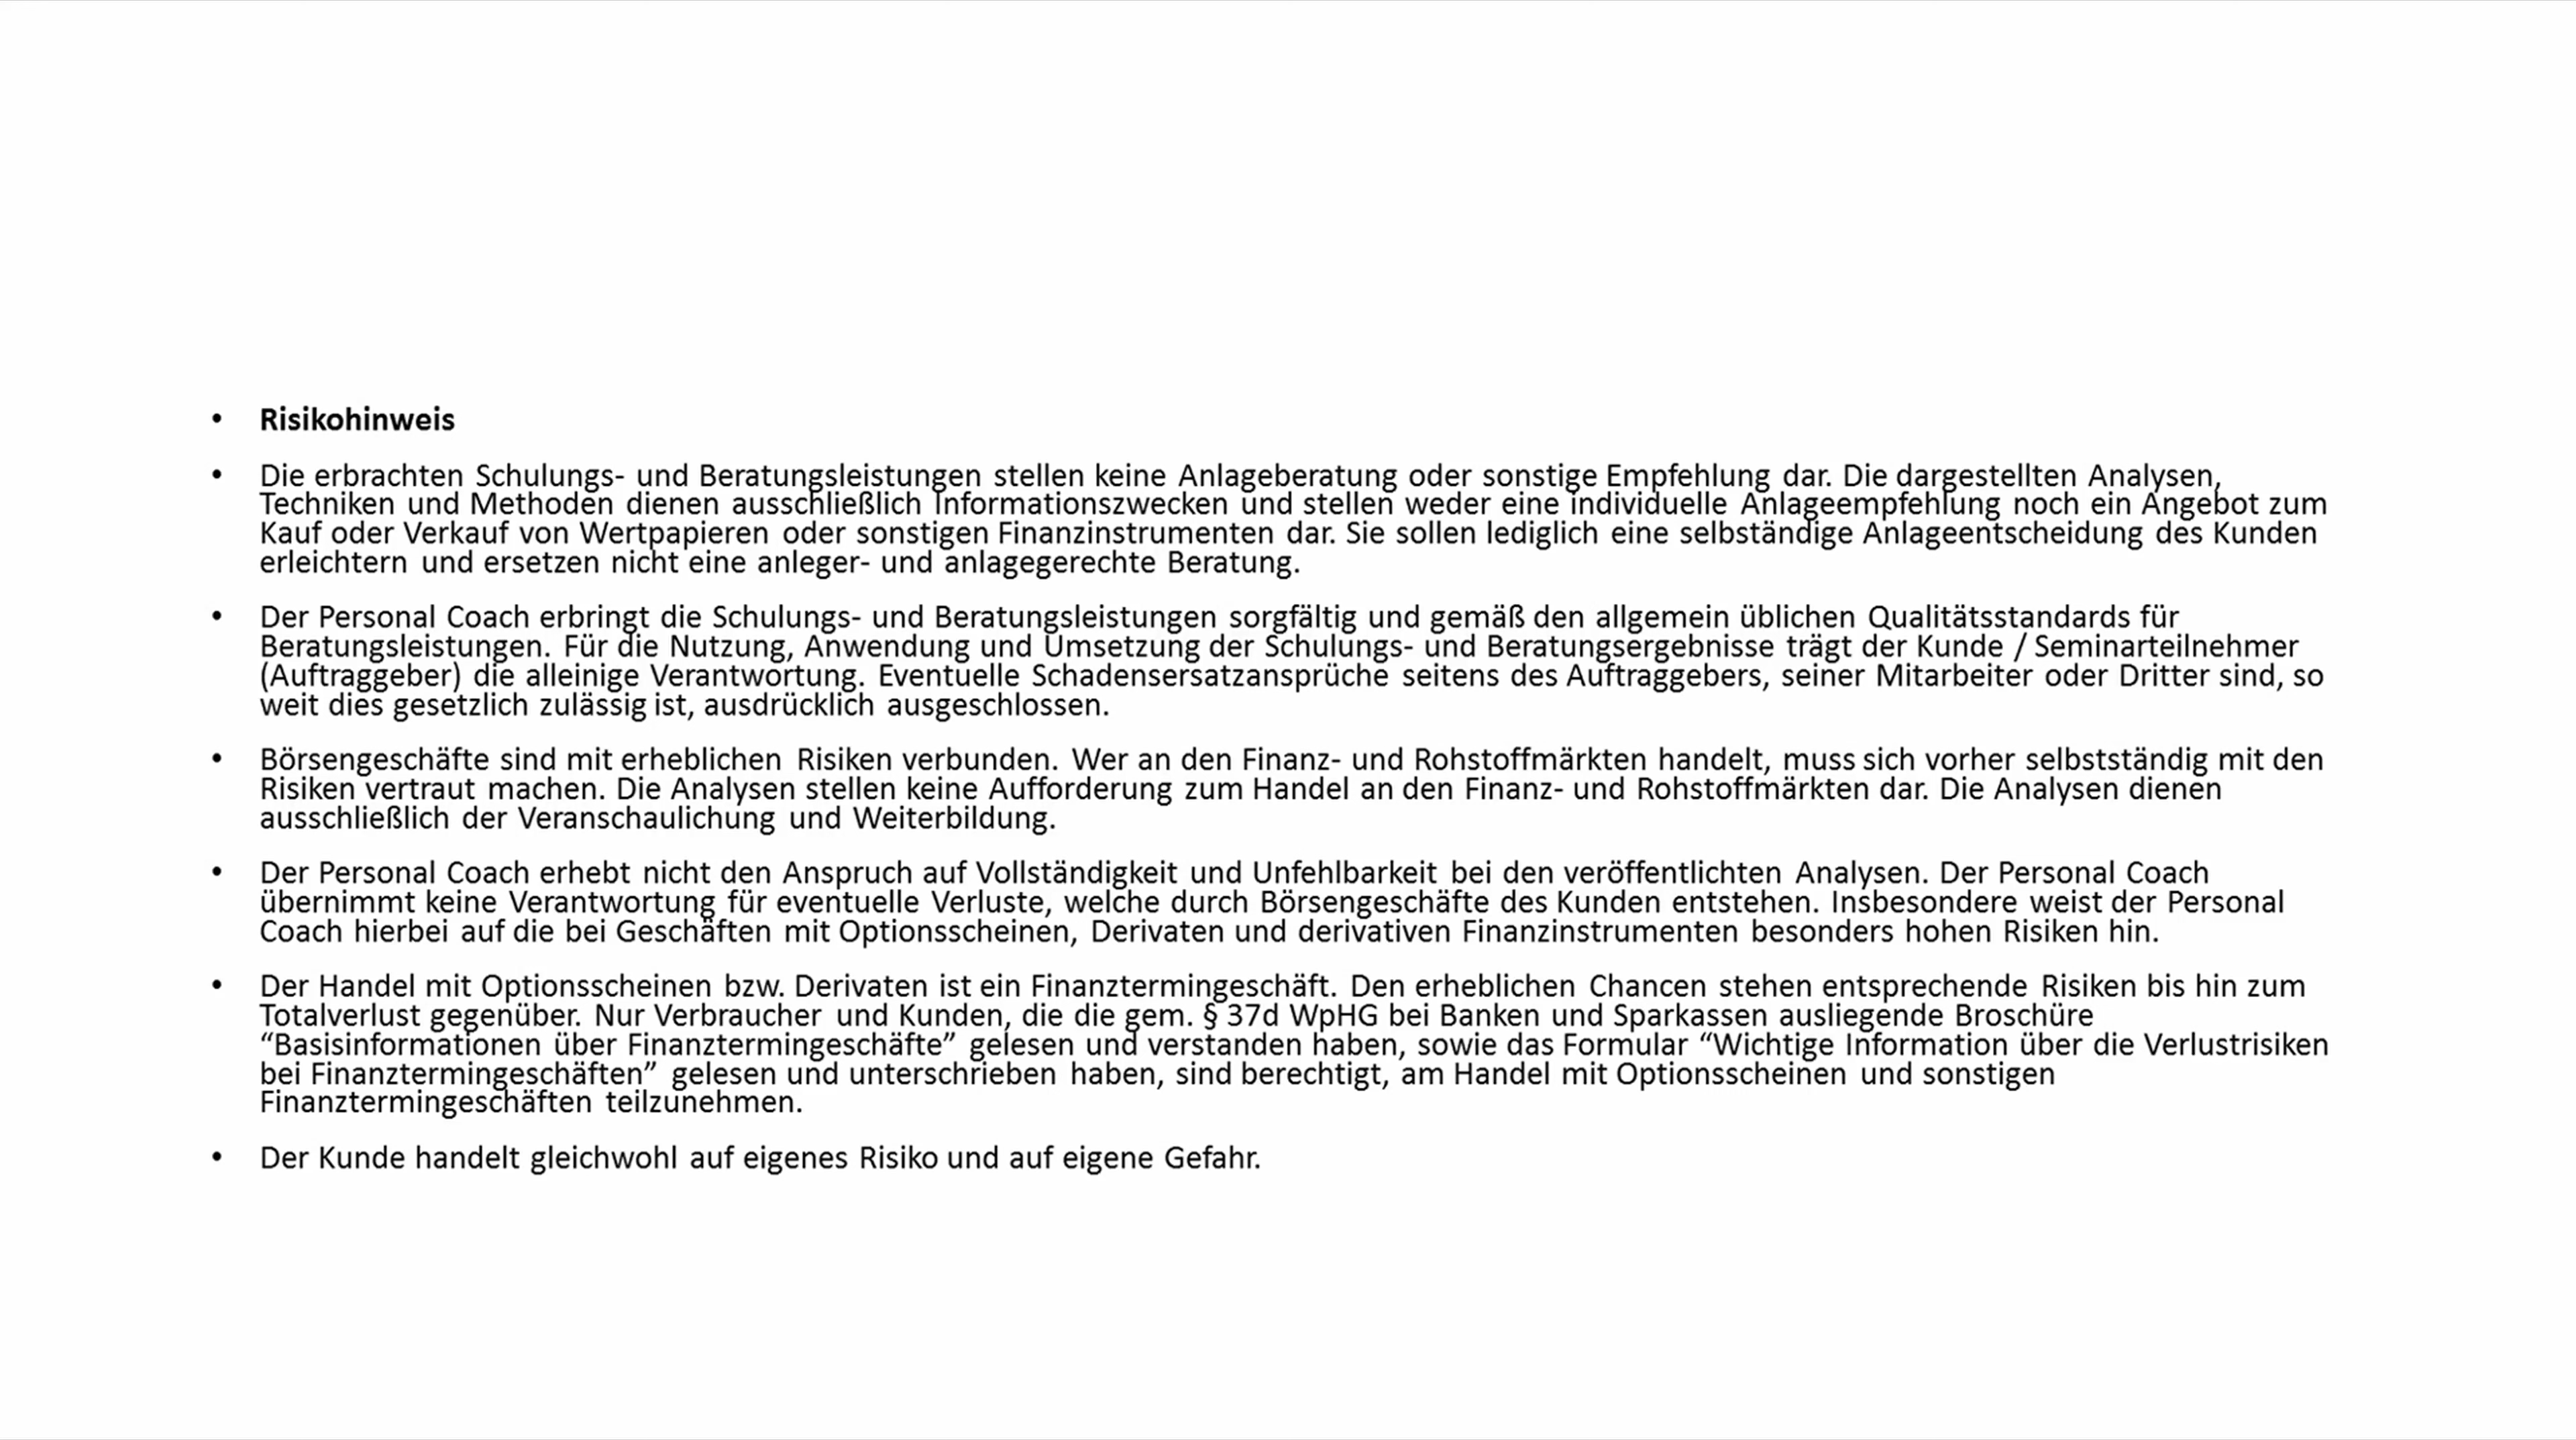 • Risikohinweis
• Die erbrachten Schulungs- und Beratungsleistungen stellen keine Anlageberatung oder sonstige Empfehlung dar. Die dargestellten Analysen,
Techniken und Methoden dienen ausschließlich Informationszwecken und stellen weder eine individuelle Anlageempfehlung noch ein Angebot zum
Kauf oder Verkauf von Wertpapieren oder sonstigen Finanzinstrumenten dar. Sie sollen lediglich eine selbständige Anlageentscheidung des Kunden
erleichtern und ersetzen nicht eine anleger- und anlagegerechte Beratung.
• Der Personal Coach erbringt die Schulungs- und Beratungsleistungen sorgfältig und gemäß den allgemein üblichen Qualitätsstandards für
Beratungsleistungen. Für die Nutzung, Anwendung und Umsetzung der Schulungs- und Beratungsergebnisse trägt der Kunde / Seminarteilnehmer
(Auftraggeber) die alleinige Verantwortung. Eventuelle Schadensersatzansprüche seitens des Auftraggebers, seiner Mitarbeiter oder Dritter sind, so
weit dies gesetzlich zulässig ist, ausdrücklich ausgeschlossen.
• Börsengeschäfte sind mit erheblichen Risiken verbunden. Wer an den Finanz- und Rohstoffmärkten handelt, muss sich vorher selbstständig mit den
Risiken vertraut machen. Die Analysen stellen keine Aufforderung zum Handel an den Finanz- und Rohstoffmärkten dar. Die Analysen dienen
ausschließlich der Veranschaulichung und Weiterbildung.
• Der Personal Coach erhebt nicht den Anspruch auf Vollständigkeit und Unfehlbarkeit bei den veröffentlichten Analysen. Der Personal Coach
übernimmt keine Verantwortung für eventuelle Verluste, welche durch Börsengeschäfte des Kunden entstehen. Insbesondere weist der Personal
Coach hierbei auf die bei Geschäften mit Optionsscheinen, Derivaten und derivativen Finanzinstrumenten besonders hohen Risiken hin.
• Der Handel mit Optionsscheinen bzw. Derivaten ist ein Finanztermingeschäft. Den erheblichen Chancen stehen entsprechende Risiken bis hin zum
Totalverlust gegenüber. Nur Verbraucher und Kunden, die die gem. § 37d WpHG bei Banken und Sparkassen ausliegende Broschüre
“Basisinformationen über Finanztermingeschäfte” gelesen und verstanden haben, sowie das Formular “Wichtige Information über die Verlustrisiken
bei Finanztermingeschäften” gelesen und unterschrieben haben, sind berechtigt, am Handel mit Optionsscheinen und sonstigen
Finanztermingeschäften teilzunehmen.
• Der Kunde handelt gleichwohl auf eigenes Risiko und auf eigene Gefahr.